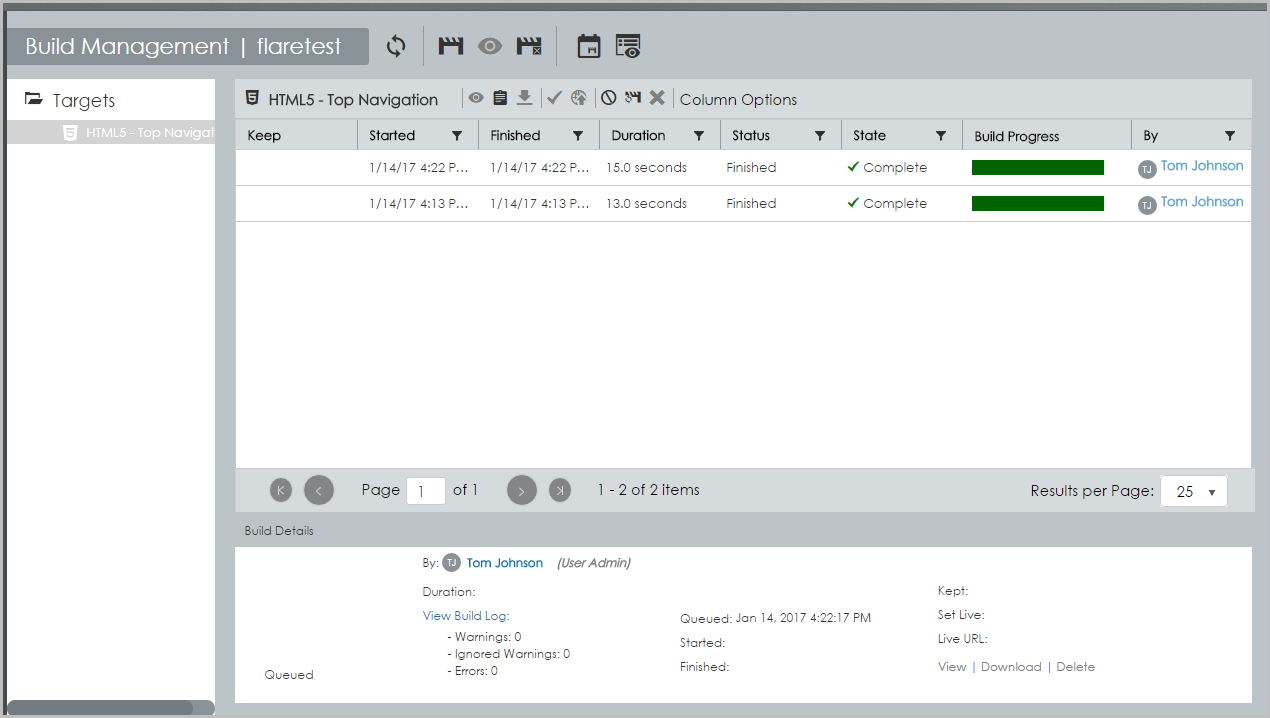 Build Management | flaretest
Targets
HTML5 - Top Navigat
HTML5 - Top Navigation
Column Options
Keep Started Finished Duration Status State Build Progress By
1/14/17 4:22 P... 1/14/17 4:22 P... 15.0 seconds Finished Complete TJ Tom Johnson
1/14/17 4:13 P... 1/14/17 4:13 P... 13.0 seconds Finished Complete TJ Tom Johnson
Page 1 of 1 1 - 2 of 2 items Results per Page: 25
Build Details
By: TJ Tom Johnson (User Admin)
Duration:
View Build Log:
- Warnings: 0
- Ignored Warnings: 0
- Errors: 0
Queued
Queued: Jan 14, 2017 4:22:17 PM
Started:
Finished:
Kept:
Set Live:
Live URL:
View | Download | Delete